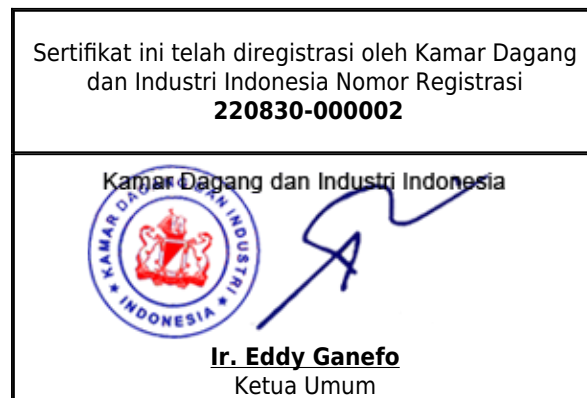 Sertifikat ini telah diregistrasi oleh Kamar Dagang
dan Industri Indonesia Nomor Registrasi
220830-000002
Kamar Dagang dan Industri Indonesia
KAMAR DAGANG DAN INDUSTRI
INDONESIA
Ir. Eddy Ganefo
Ketua Umum